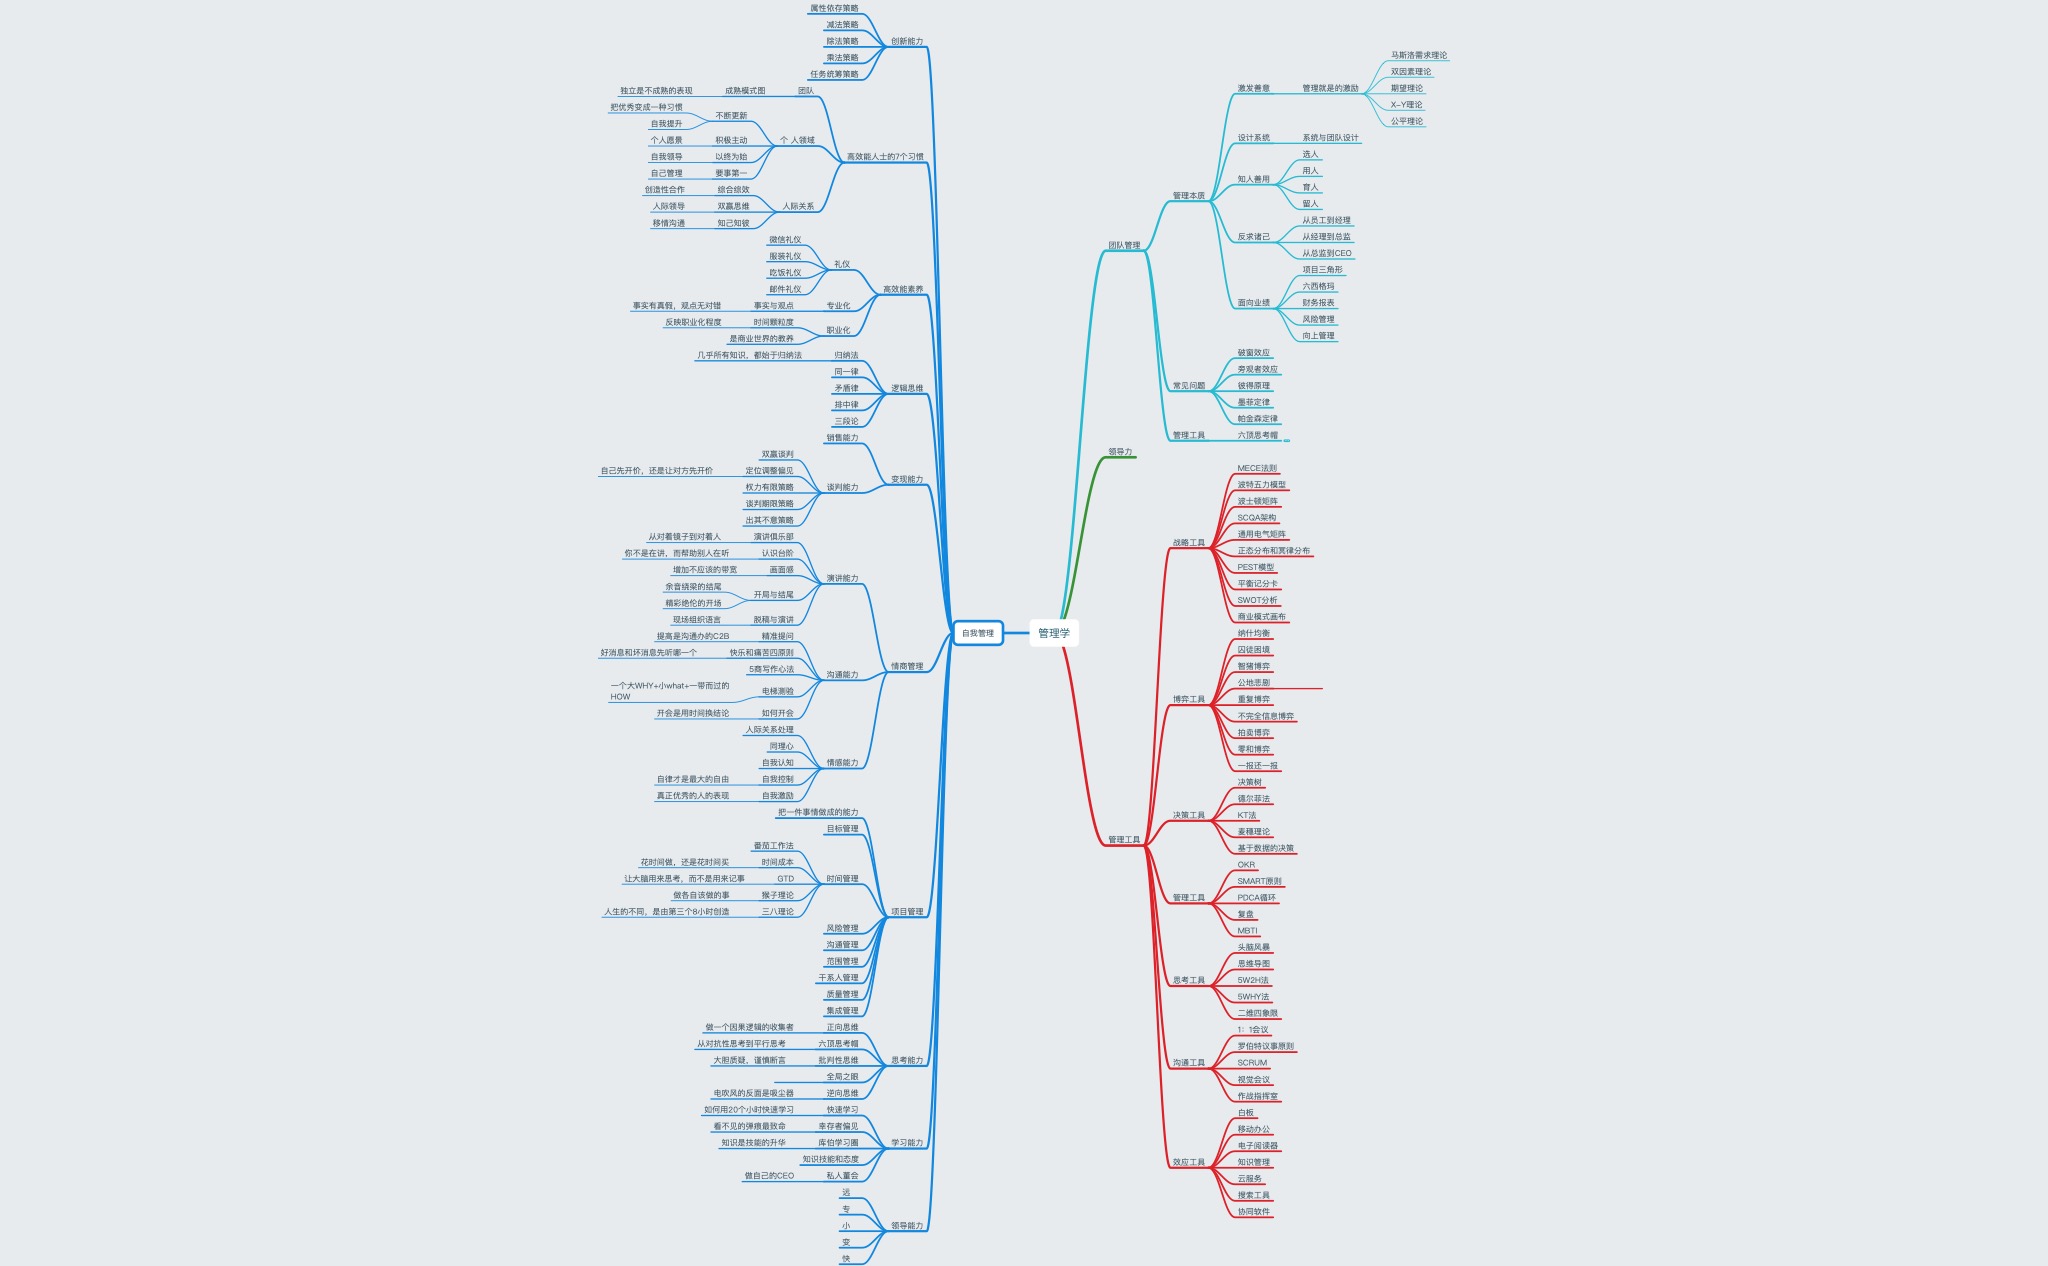 管理学
自我管理
创新能力
属性依存策略
减法策略
除法策略
乘法策略
任务统筹策略
高效能人士的7个习惯
团队
成熟模式图
独立是不成熟的表现
个 人领域
不断更新
把优秀变成一种习惯
自我提升
积极主动
个人愿景
以终为始
自我领导
要事第一
自己管理
人际关系
综合综效
创造性合作
双赢思维
人际领导
知己知彼
移情沟通
高效能素养
礼仪
微信礼仪
服装礼仪
吃饭礼仪
邮件礼仪
专业化
事实与观点
事实有真假，观点无对错
职业化
时间颗粒度
反映职业化程度
是商业世界的教养
逻辑思维
归纳法
几乎所有知识，都始于归纳法
同一律
矛盾律
排中律
三段论
变现能力
销售能力
谈判能力
双赢谈判
定位调整偏见
自己先开价，还是让对方先开价
权力有限策略
谈判期限策略
出其不意策略
情商管理
演讲能力
演讲俱乐部
从对着镜子到对着人
认识台阶
你不是在讲，而帮助别人在听
画面感
增加不应该的带宽
开局与结尾
余音绕梁的结尾
精彩绝伦的开场
脱稿与演讲
现场组织语言
沟通能力
精准提问
提高是沟通办的C2B
快乐和痛苦四原则
好消息和坏消息先听哪一个
5商写作心法
电梯测验
一个大WHY+小what+一带而过的
HOW
如何开会
开会是用时间换结论
情感能力
人际关系处理
同理心
自我认知
自我控制
自律才是最大的自由
自我激励
真正优秀的人的表现
项目管理
把一件事情做成的能力
目标管理
时间管理
番茄工作法
时间成本
花时间做，还是花时间买
GTD
让大脑用来思考，而不是用来记事
猴子理论
做各自该做的事
三八理论
人生的不同，是由第三个8小时创造
风险管理
沟通管理
范围管理
干系人管理
质量管理
集成管理
思考能力
正向思维
做一个因果逻辑的收集者
六顶思考帽
从对抗性思考到平行思考
批判性思维
大胆质疑，谨慎断言
全局之眼
逆向思维
电吹风的反面是吸尘器
学习能力
快速学习
如何用20个小时快速学习
幸存者偏见
看不见的弹痕最致命
库伯学习圈
知识是技能的升华
知识技能和态度
私人董会
做自己的CEO
领导能力
远
专
小
变
快
团队管理
管理本质
激发善意
管理就是的激励
马斯洛需求理论
双因素理论
期望理论
X-Y理论
公平理论
设计系统
系统与团队设计
知人善用
选人
用人
育人
留人
反求诸己
从员工到经理
从经理到总监
从总监到CEO
面向业绩
项目三角形
六西格玛
财务报表
风险管理
向上管理
常见问题
破窗效应
旁观者效应
彼得原理
墨菲定律
帕金森定律
管理工具
六顶思考帽
领导力
管理工具
战略工具
MECE法则
波特五力模型
波士顿矩阵
SCQA架构
通用电气矩阵
正态分布和冥律分布
PEST模型
平衡记分卡
SWOT分析
商业模式画布
博弈工具
纳什均衡
囚徒困境
智猪博弈
公地悲剧
重复博弈
不完全信息博弈
拍卖博弈
零和博弈
一报还一报
决策工具
决策树
德尔菲法
KT法
麦穗理论
基于数据的决策
管理工具
OKR
SMART原则
PDCA循环
复盘
MBTI
思考工具
头脑风暴
思维导图
5W2H法
5WHY法
二维四象限
沟通工具
1：1会议
罗伯特议事原则
SCRUM
视觉会议
作战指挥室
效应工具
白板
移动办公
电子阅读器
知识管理
云服务
搜索工具
协同软件